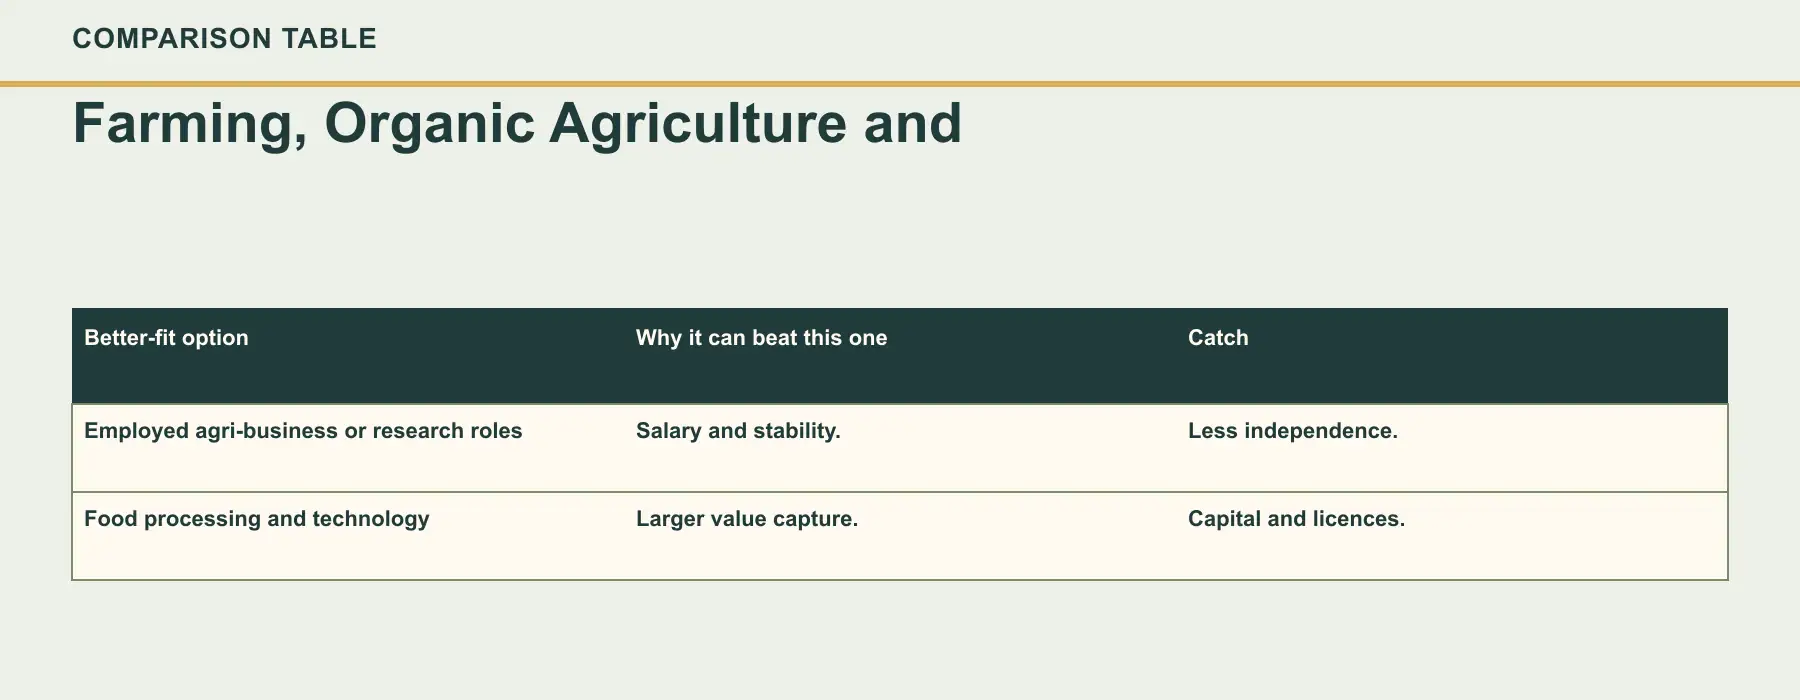 COMPARISON TABLE
Farming, Organic Agriculture and
Better-fit option Why it can beat this one Catch
Employed agri-business or research roles Salary and stability. Less independence.
Food processing and technology Larger value capture. Capital and licences.